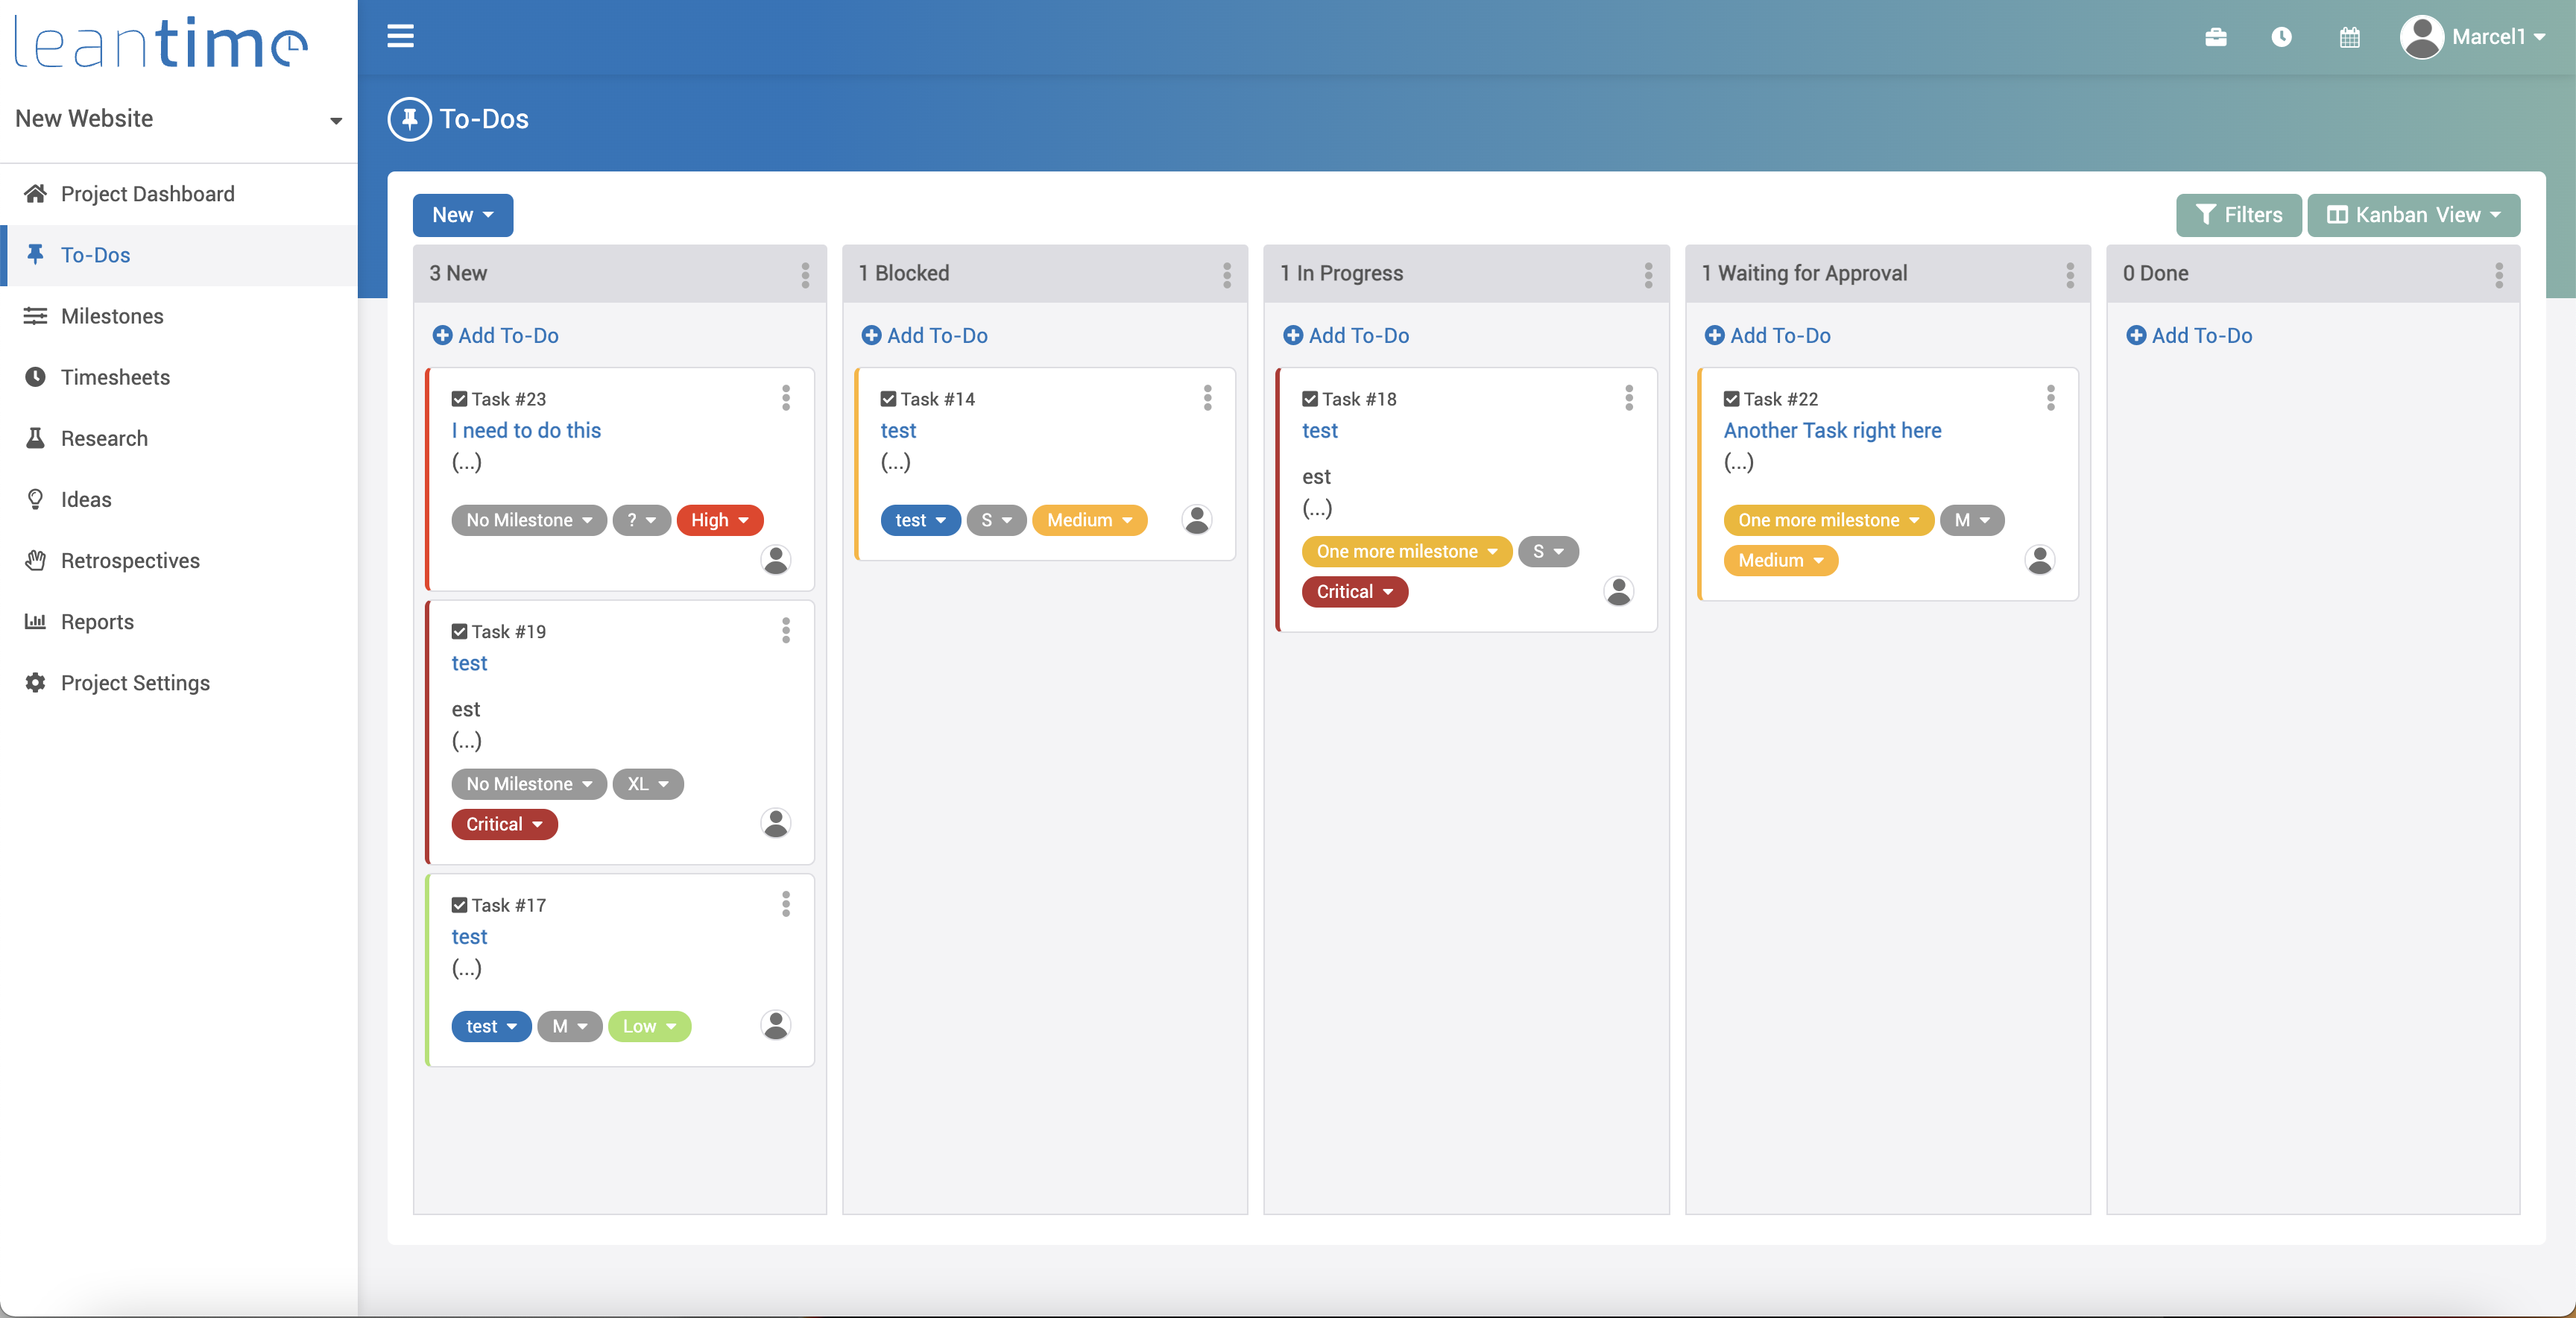 leantime
Marcel1
New Website
To-Dos
Project Dashboard
To-Dos
Milestones
Timesheets
Research
Ideas
Retrospectives
Reports
Project Settings
New
Filters
Kanban View
3 New
Add To-Do
Task #23
I need to do this
(...)
No Milestone ? High
Task #19
test
est
(...)
No Milestone XL
Critical
Task #17
test
(...)
test M Low
1 Blocked
Add To-Do
Task #14
test
(...)
test S Medium
1 In Progress
Add To-Do
Task #18
test
est
(...)
One more milestone S
Critical
1 Waiting for Approval
Add To-Do
Task #22
Another Task right here
(...)
One more milestone M
Medium
0 Done
Add To-Do